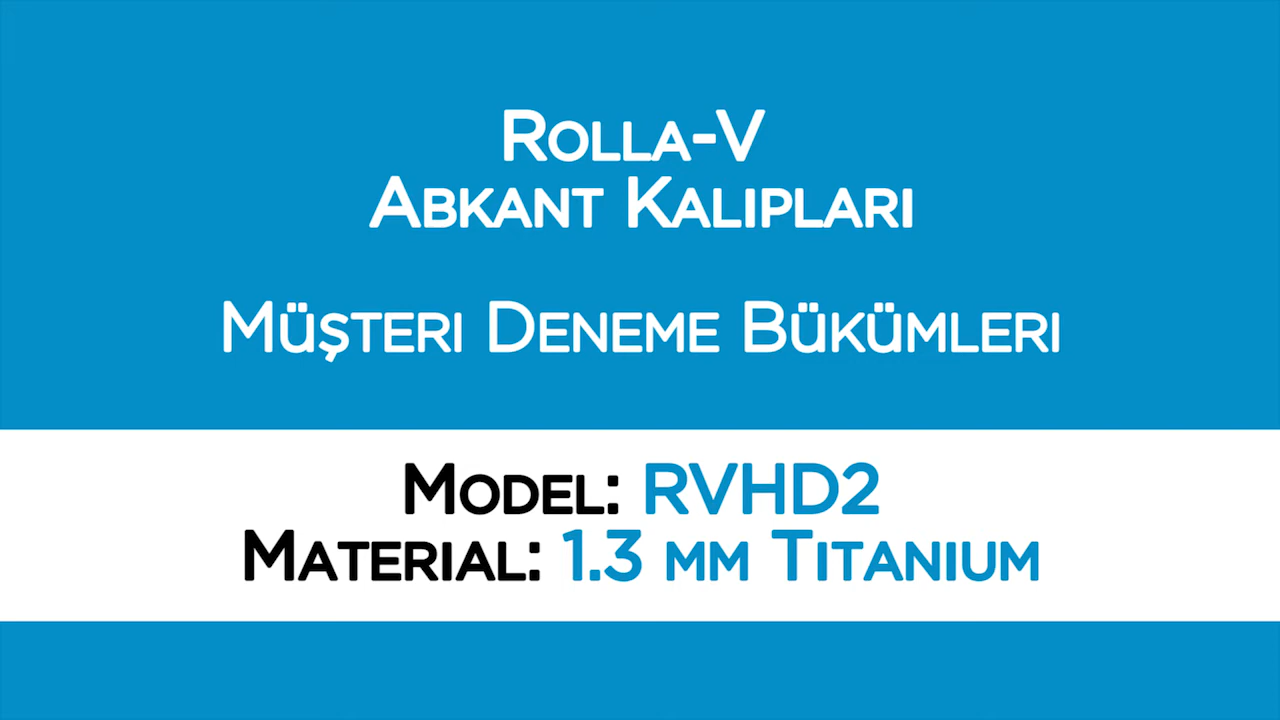 Rolla-V
Abkant Kalıpları
Müşteri Deneme Bükümleri
Model: RVHD2
Material: 1.3 mm Titanium